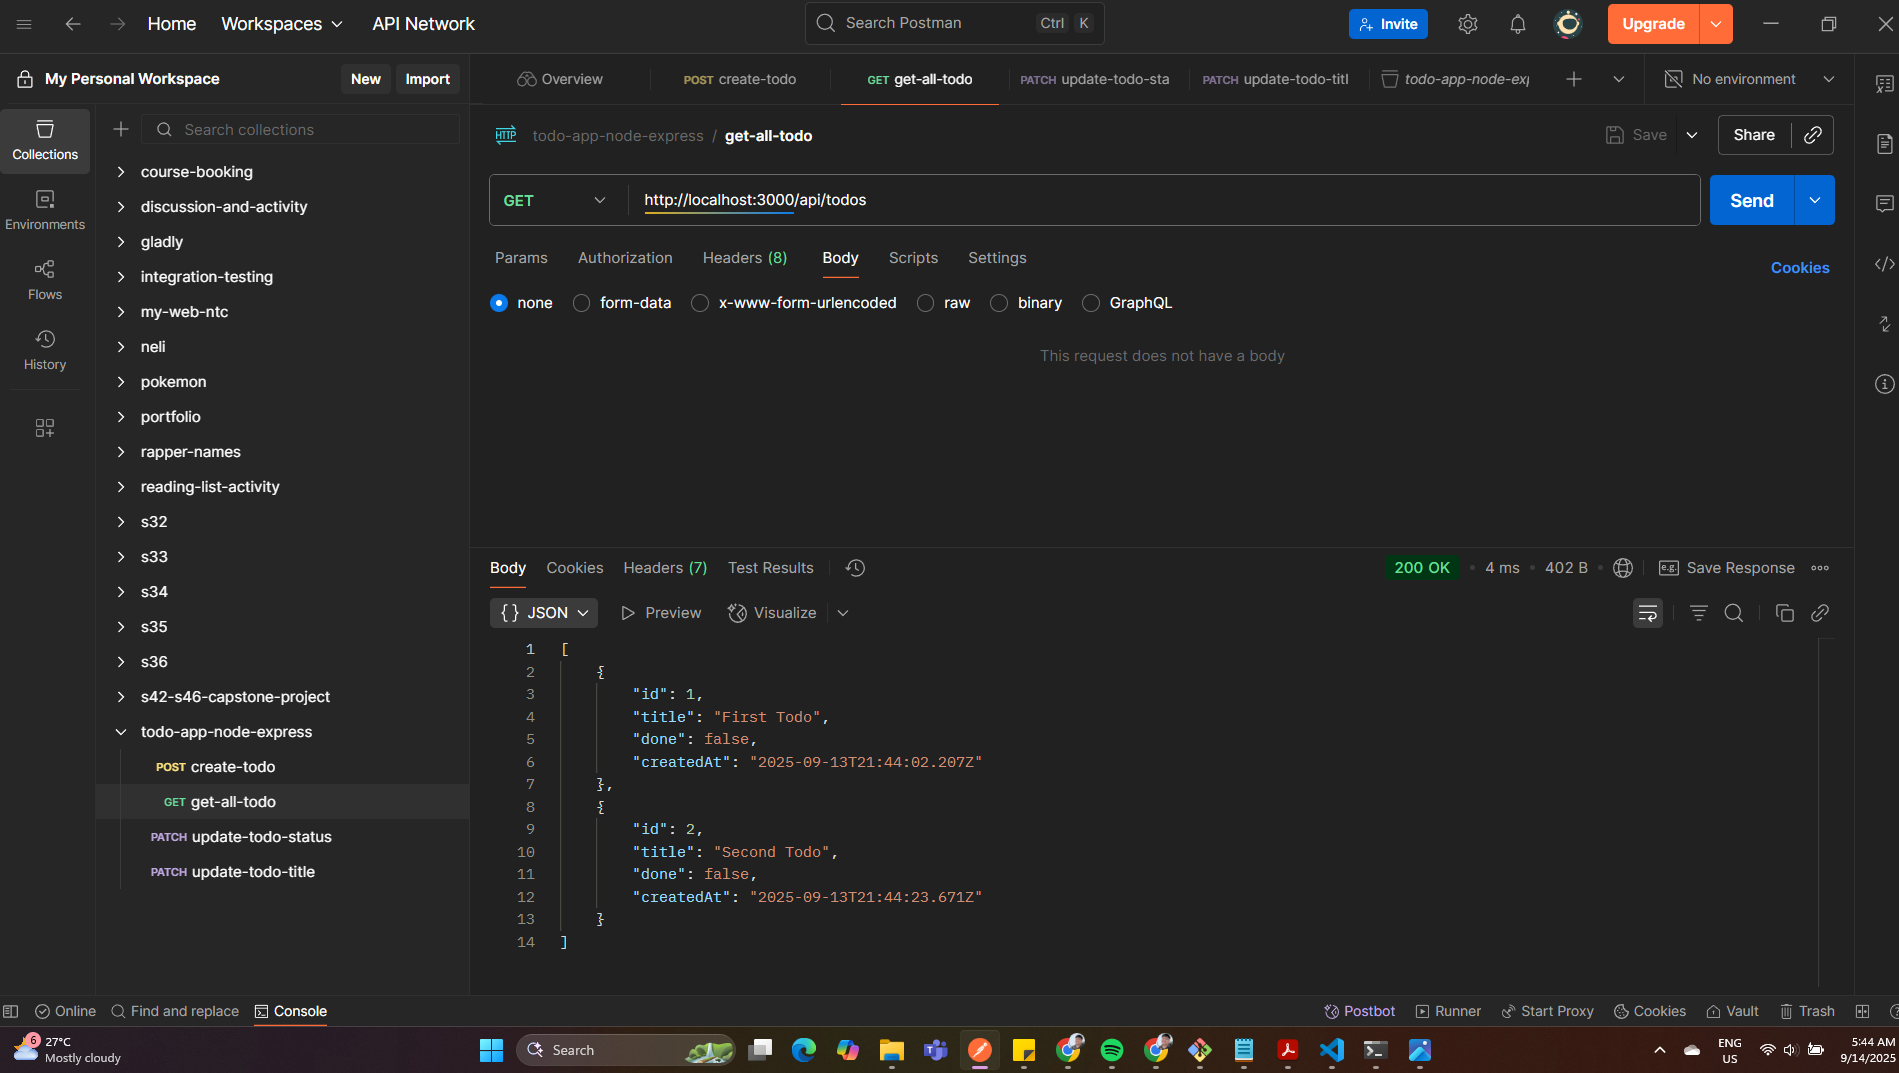 Home Workspaces API Network Search Postman Ctrl K Invite Upgrade
My Personal Workspace New Import Overview POST create-todo GET get-all-todo PATCH update-todo-sta PATCH update-todo-titl todo-app-node-exp No environment
Search collections
Collections
Environments
Flows
History
course-booking
discussion-and-activity
gladly
integration-testing
my-web-ntc
neli
pokemon
portfolio
rapper-names
reading-list-activity
s32
s33
s34
s35
s36
s42-s46-capstone-project
todo-app-node-express
POST create-todo
GET get-all-todo
PATCH update-todo-status
PATCH update-todo-title
HTTP todo-app-node-express / get-all-todo Save Share
GET http://localhost:3000/api/todos Send
Params Authorization Headers (8) Body Scripts Settings Cookies
none form-data x-www-form-urlencoded raw binary GraphQL
This request does not have a body
Body Cookies Headers (7) Test Results 200 OK • 4 ms • 402 B • e.g. Save Response
{} JSON Preview Visualize
1 [
2 {
3 "id": 1,
4 "title": "First Todo",
5 "done": false,
6 "createdAt": "2025-09-13T21:44:02.207Z"
7 },
8 {
9 "id": 2,
10 "title": "Second Todo",
11 "done": false,
12 "createdAt": "2025-09-13T21:44:23.671Z"
13 }
14 ]
Online Find and replace Console Postbot Runner Start Proxy Cookies Vault Trash
6 27°C
Mostly cloudy
Search
ENG
US
5:44 AM
9/14/2025